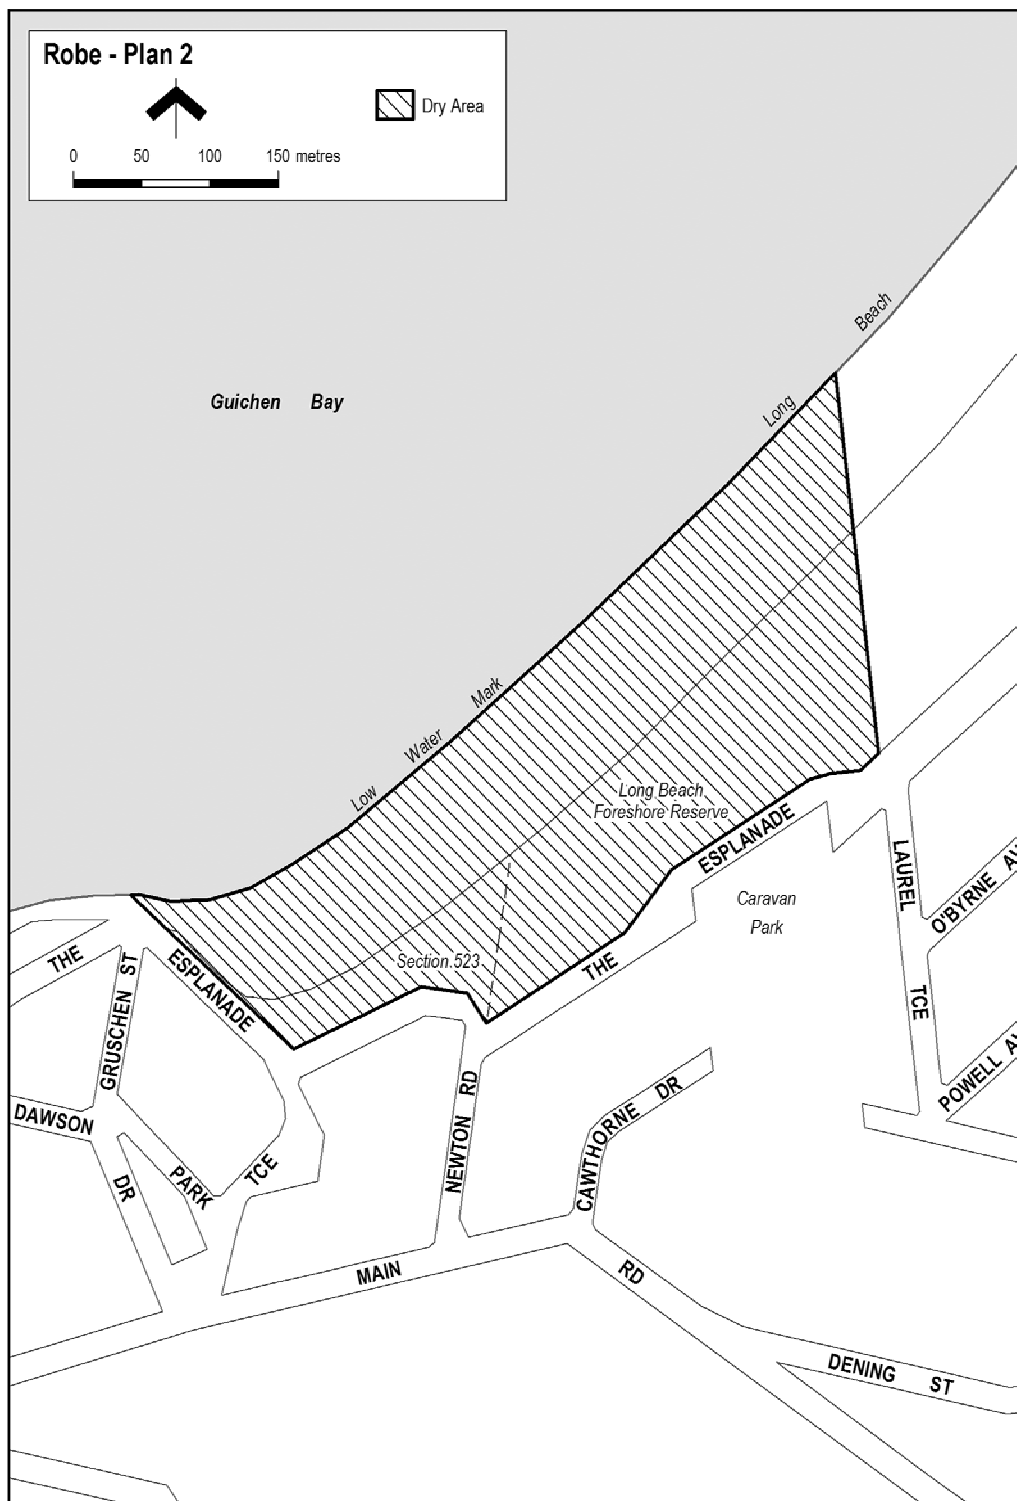 Robe - Plan 2
Dry Area
0 50 100 150 metres
Beach
Long
Guichen Bay
Mark
Water
Low
Long Beach
Foreshore Reserve
ESPLANADE
LAUREL
TCE
O'BYRNE AV
Caravan
Park
Section 523
THE
THE
ESPLANADE
GRUSCHEN ST
POWELL AV
DAWSON
DR
PARK
TCE
NEWTON RD
CAWTHORNE DR
MAIN
RD
DENING ST